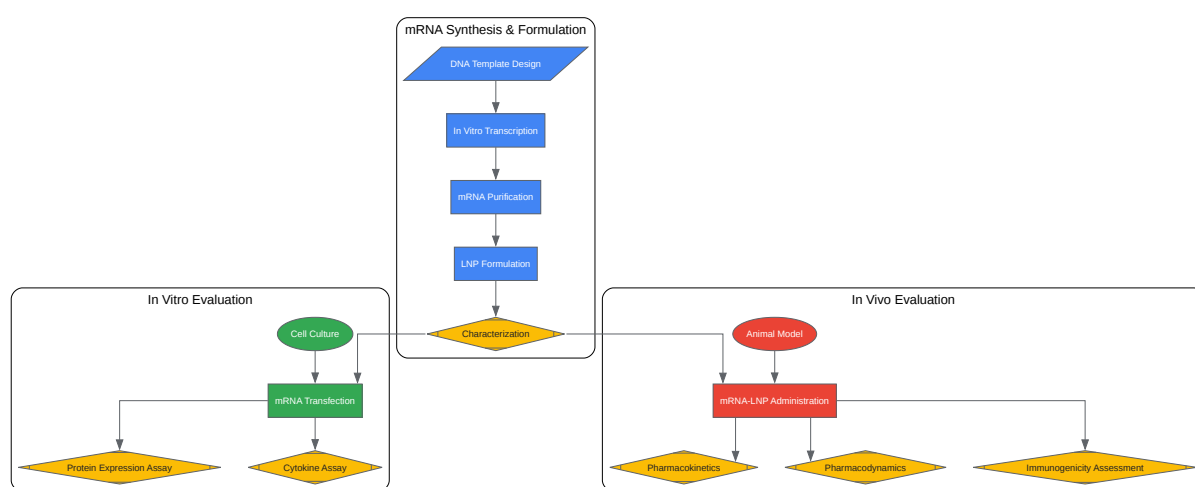 mRNA Synthesis & Formulation
DNA Template Design
In Vitro Transcription
mRNA Purification
LNP Formulation
Characterization
In Vitro Evaluation
Cell Culture
mRNA Transfection
Protein Expression Assay
Cytokine Assay
In Vivo Evaluation
Animal Model
mRNA-LNP Administration
Pharmacokinetics
Pharmacodynamics
Immunogenicity Assessment